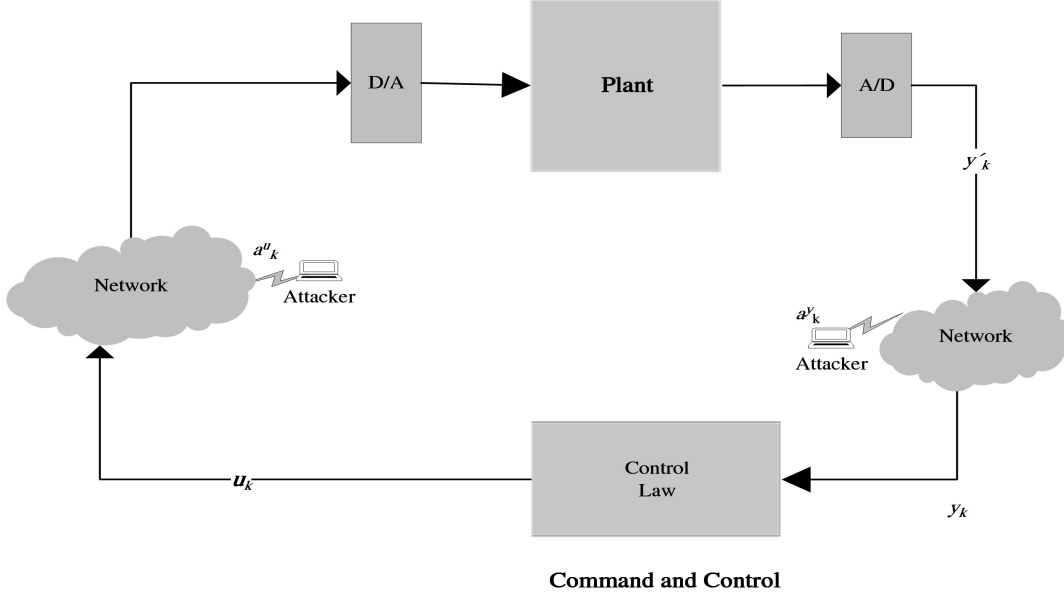 D/A
Plant
A/D
y´k
Network
auk
Attacker
ayk
Attacker
Network
Control
Law
uk
yk
Command and Control